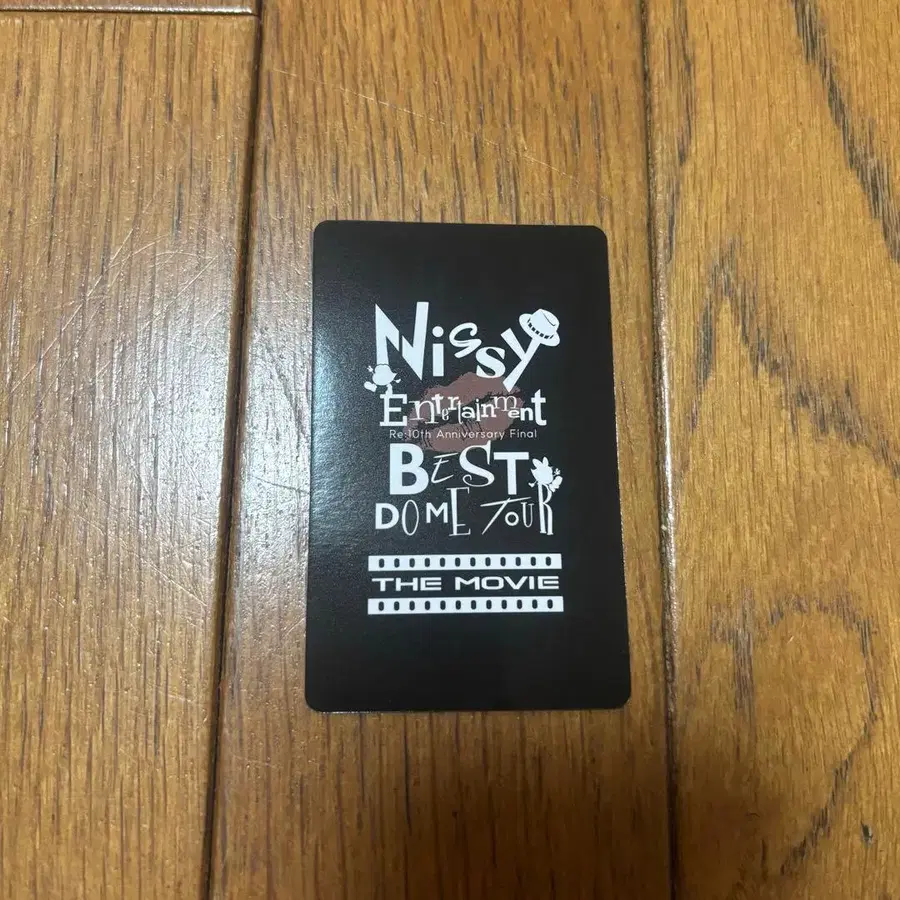 Nissy
Entertainment
Re:10th Anniversary Final
BEST
DOME TOUR
THE MOVIE